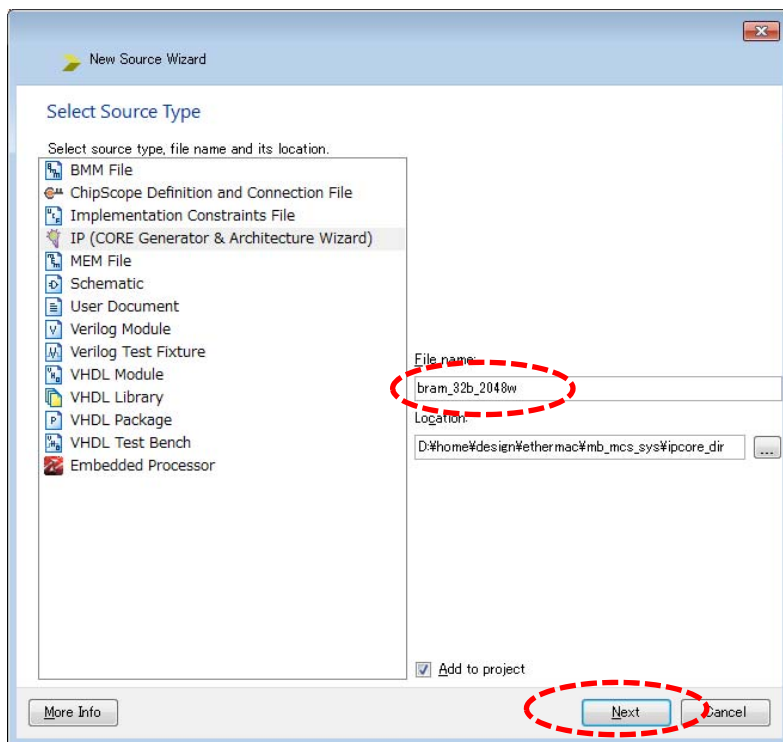 New Source Wizard
Select Source Type
Select source type, file name and its location.
BMM File
ChipScope Definition and Connection File
Implementation Constraints File
IP (CORE Generator & Architecture Wizard)
MEM File
Schematic
User Document
Verilog Module
Verilog Test Fixture
VHDL Module
VHDL Library
VHDL Package
VHDL Test Bench
Embedded Processor
File name:
bram_32b_2048w
Location:
D:¥home¥design¥ethermac¥mb_mcs_sys¥ipcore_dir
...
Add to project
More Info
Next
Cancel